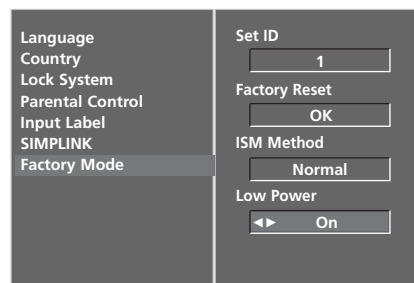 Language
Country
Lock System
Parental Control
Input Label
SIMPLINK
Factory Mode
Set ID
1
Factory Reset
OK
ISM Method
Normal
Low Power
◄► On